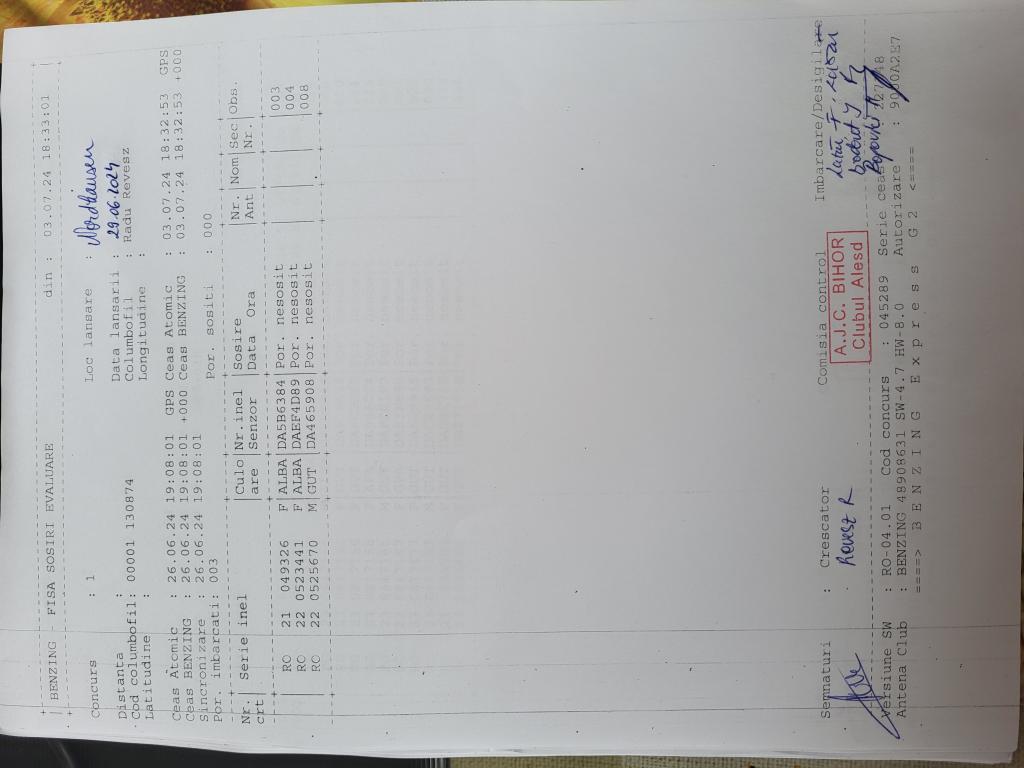 BENZING FISA SOSIRI EVALUARE din : 03.07.24 18:33:01
Concurs : 1 Loc lansare : Nordhausen
Distanta : Data lansarii : 29.06.2024
Cod columbofil: 00001 130874 Columbofil : Radu Revesz
Latitudine : Longitudine :
Ceas Atomic : 26.06.24 19:08:01 GPS Ceas Atomic : 03.07.24 18:32:53 GPS
Ceas BENZING : 26.06.24 19:08:01 +000 Ceas BENZING : 03.07.24 18:32:53 +000
Sincronizare : 26.06.24 19:08:01
Por. imbarcati: 003 Por. sositi : 000
Nr. | Serie inel |Culo|Nr.inel |Sosire |Nr. |Nom|Sec|Obs.
crt| |are |Senzor |Data Ora |Ant| |Nr.|
RO 21 049326 F|ALBA|DA5B6384|Por. nesosit | | | |003
RO 22 0523441 F|ALBA|DAEF4D89|Por. nesosit | | | |004
RO 22 0525670 M|GUT |DA465908|Por. nesosit | | | |008
Semnaturi : Crescator Comisia control Imbarcare/Desigilare
Revesz R
A.J.C. BIHOR
Clubul Alesd
Versiune SW : RO-04.01 Cod concurs : 045289 Serie ceas
Antena Club : BENZING 48908631 SW-4.7 HW-8.0 Autorizare : 9000A2E7
====> B E N Z I N G E x p r e s s G 2 <====